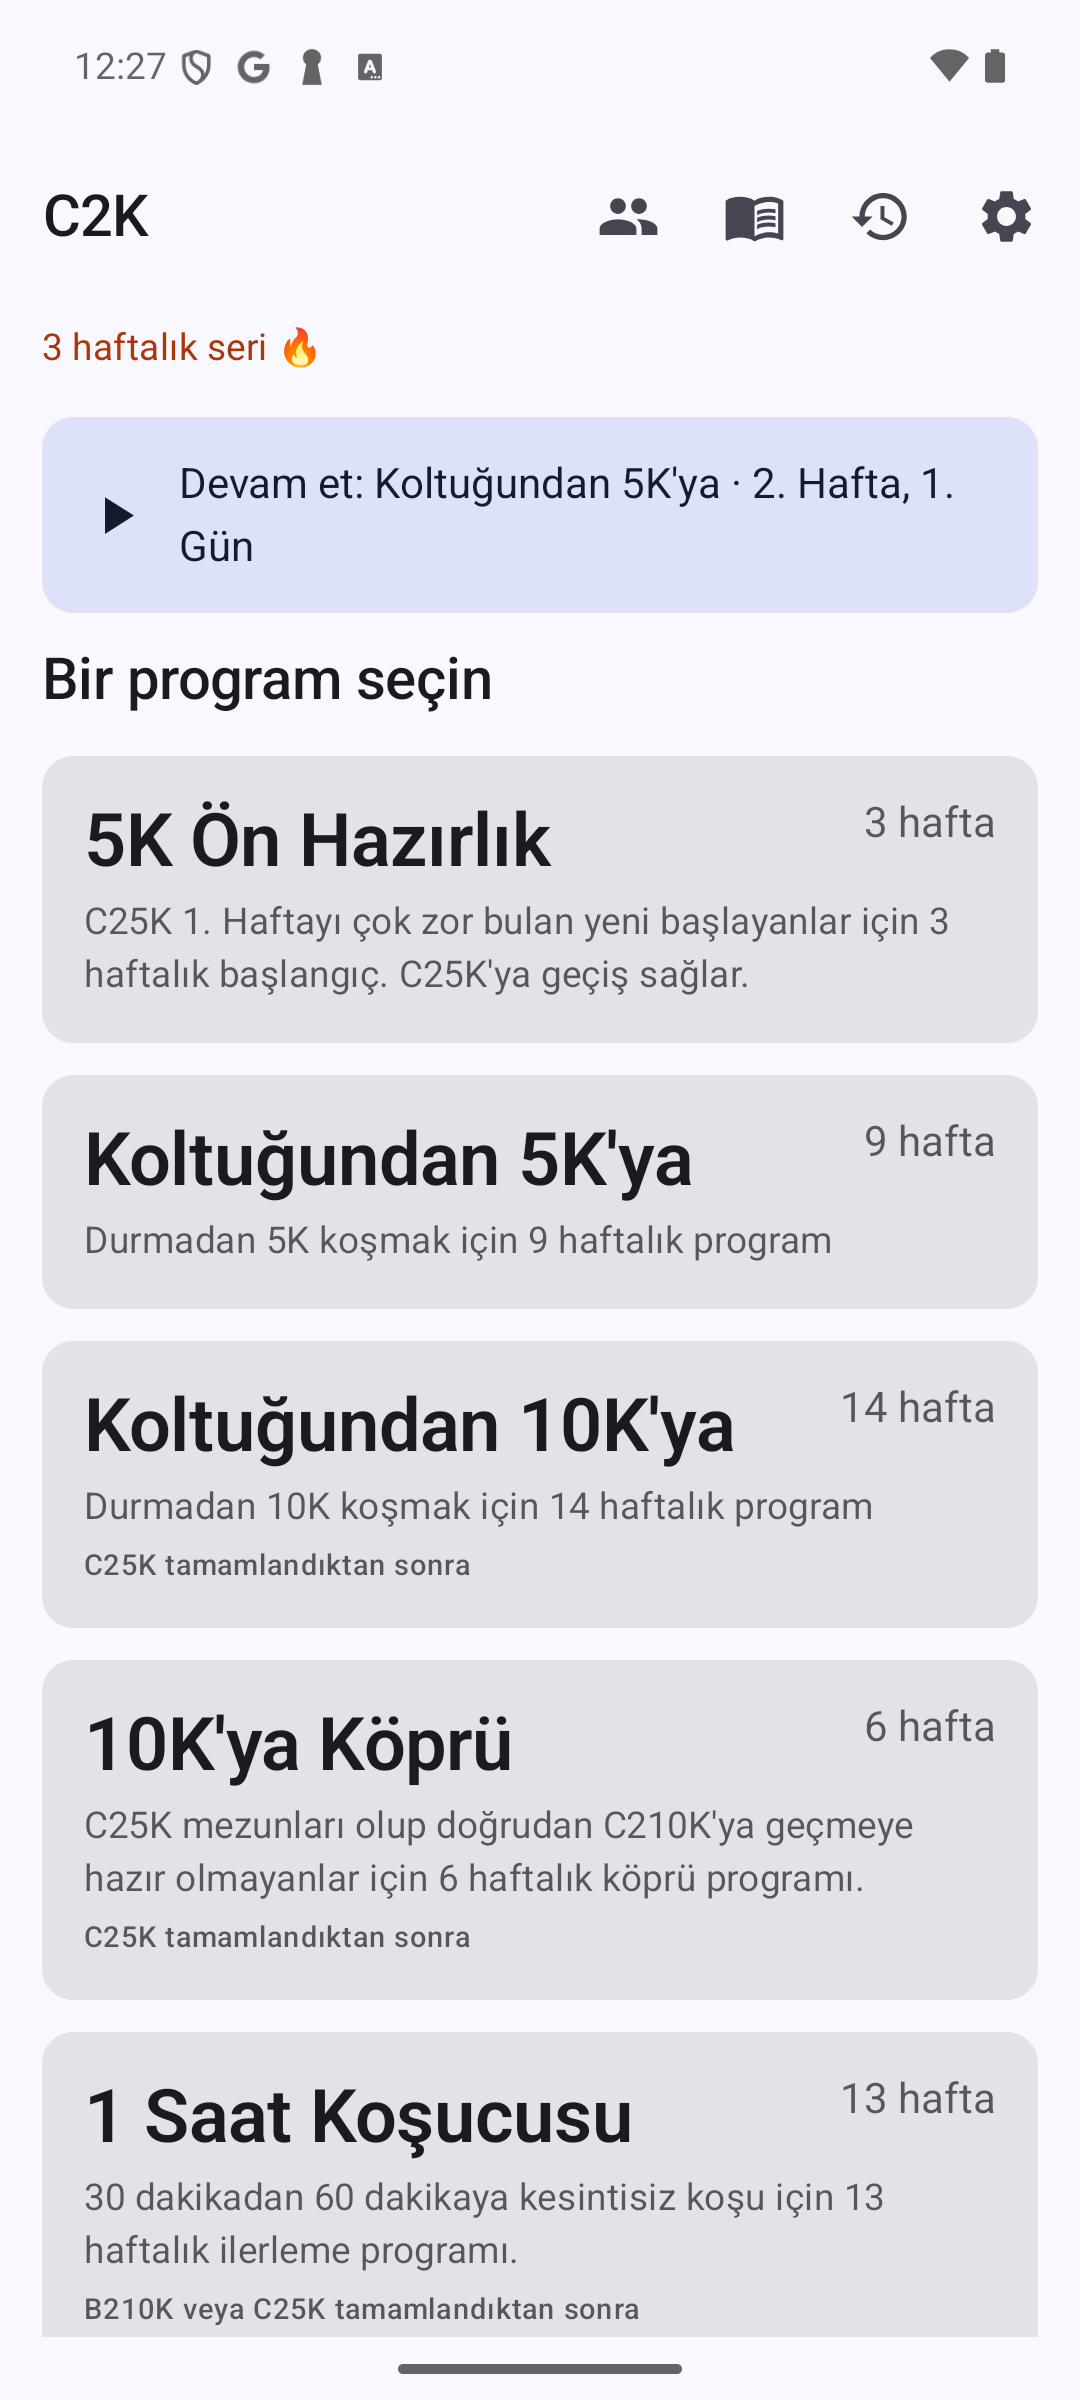 12:27
C2K
3 haftalık seri 🔥
Devam et: Koltuğundan 5K'ya · 2. Hafta, 1.
Gün
Bir program seçin
5K Ön Hazırlık
3 hafta
C25K 1. Haftayı çok zor bulan yeni başlayanlar için 3
haftalık başlangıç. C25K'ya geçiş sağlar.
Koltuğundan 5K'ya
9 hafta
Durmadan 5K koşmak için 9 haftalık program
Koltuğundan 10K'ya
14 hafta
Durmadan 10K koşmak için 14 haftalık program
C25K tamamlandıktan sonra
10K'ya Köprü
6 hafta
C25K mezunları olup doğrudan C210K'ya geçmeye
hazır olmayanlar için 6 haftalık köprü programı.
C25K tamamlandıktan sonra
1 Saat Koşucusu
13 hafta
30 dakikadan 60 dakikaya kesintisiz koşu için 13
haftalık ilerleme programı.
B210K veya C25K tamamlandıktan sonra